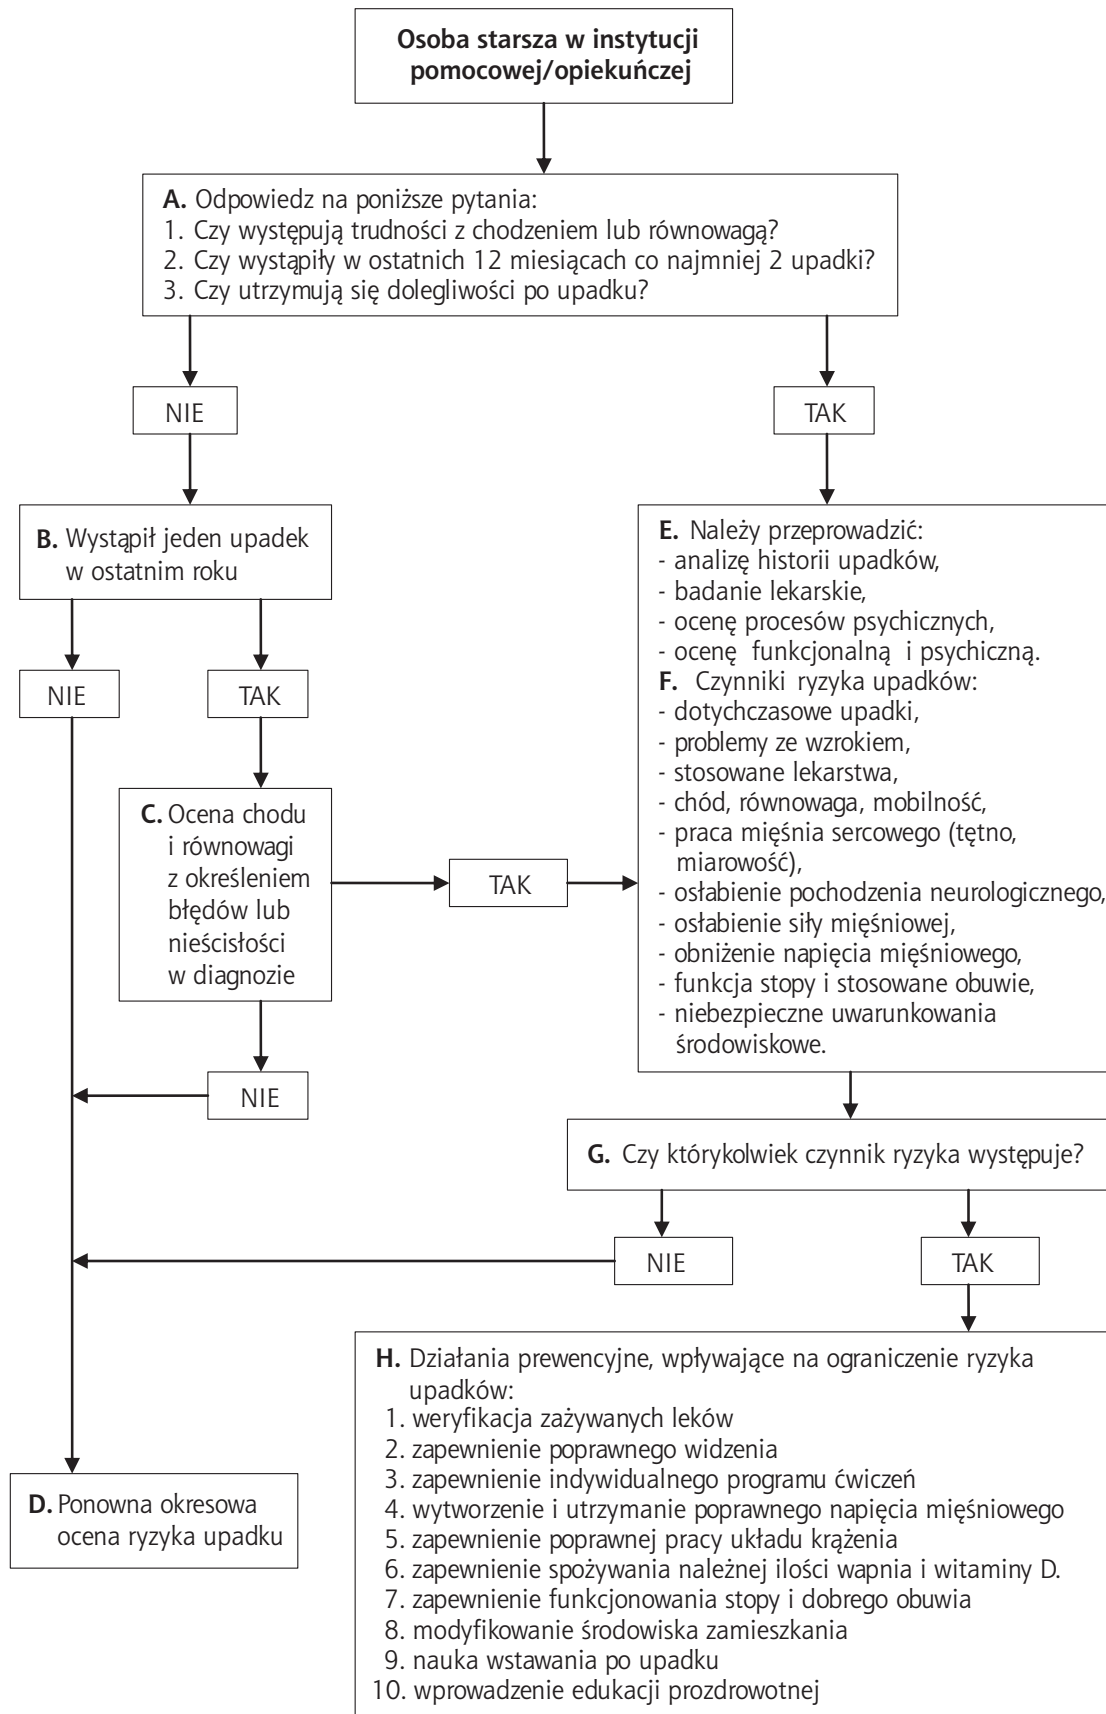 Osoba starsza w instytucji
pomocowej/opiekuńczej
A. Odpowiedz na poniższe pytania:
1. Czy występują trudności z chodzeniem lub równowagą?
2. Czy wystąpiły w ostatnich 12 miesiącach co najmniej 2 upadki?
3. Czy utrzymują się dolegliwości po upadku?
NIE
TAK
B. Wystąpił jeden upadek
w ostatnim roku
NIE
TAK
C. Ocena chodu
i równowagi
z określeniem
błędów lub
nieścisłości
w diagnozie
TAK
NIE
E. Należy przeprowadzić:
- analizę historii upadków,
- badanie lekarskie,
- ocenę procesów psychicznych,
- ocenę funkcjonalną i psychiczną.
F. Czynniki ryzyka upadków:
- dotychczasowe upadki,
- problemy ze wzrokiem,
- stosowane lekarstwa,
- chód, równowaga, mobilność,
- praca mięśnia sercowego (tętno,
miarowość),
- osłabienie pochodzenia neurologicznego,
- osłabienie siły mięśniowej,
- obniżenie napięcia mięśniowego,
- funkcja stopy i stosowane obuwie,
- niebezpieczne uwarunkowania
środowiskowe.
G. Czy którykolwiek czynnik ryzyka występuje?
NIE
TAK
D. Ponowna okresowa
ocena ryzyka upadku
H. Działania prewencyjne, wpływające na ograniczenie ryzyka
upadków:
1. weryfikacja zażywanych leków
2. zapewnienie poprawnego widzenia
3. zapewnienie indywidualnego programu ćwiczeń
4. wytworzenie i utrzymanie poprawnego napięcia mięśniowego
5. zapewnienie poprawnej pracy układu krążenia
6. zapewnienie spożywania należnej ilości wapnia i witaminy D.
7. zapewnienie funkcjonowania stopy i dobrego obuwia
8. modyfikowanie środowiska zamieszkania
9. nauka wstawania po upadku
10. wprowadzenie edukacji prozdrowotnej